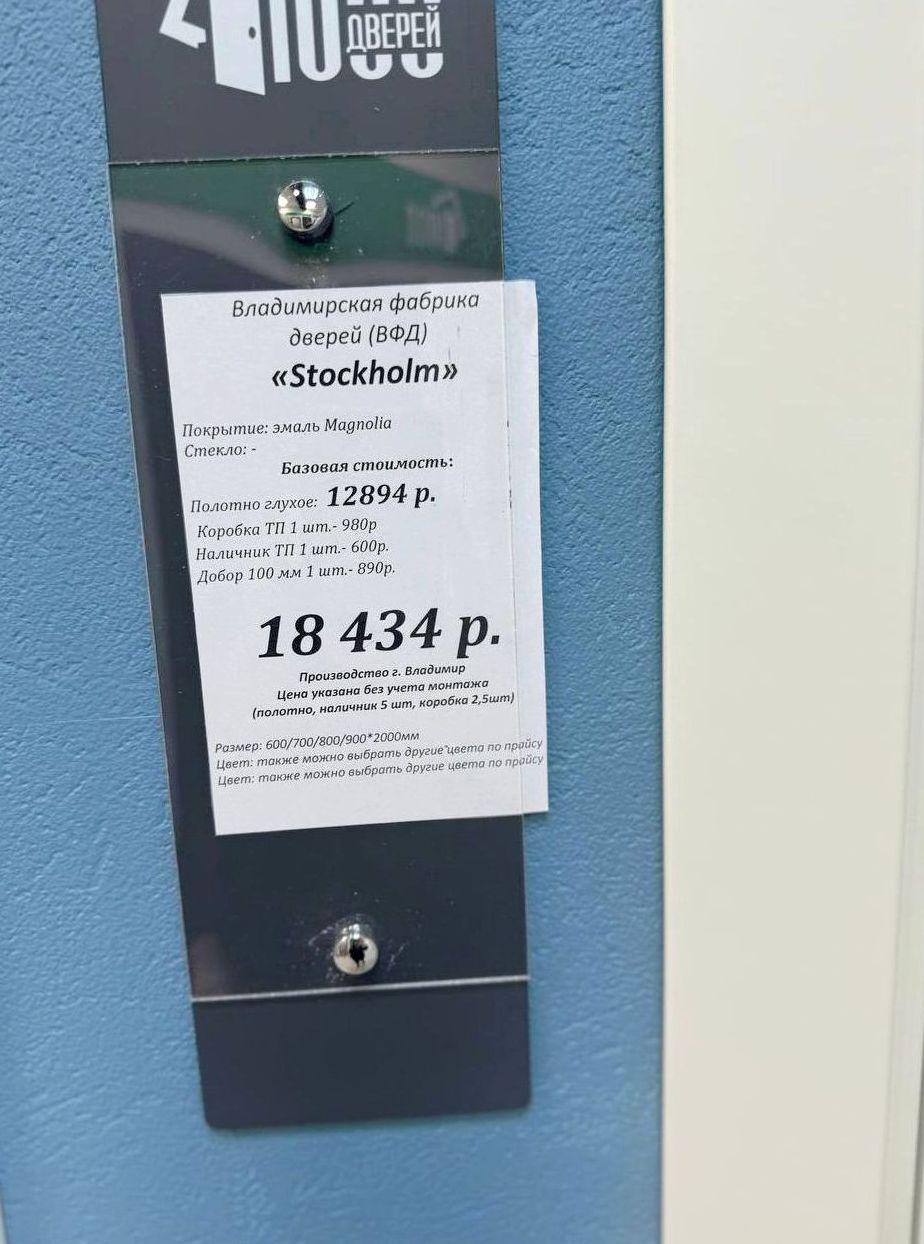 ДВЕРЕЙ
Владимирская фабрика
дверей (ВФД)
«Stockholm»
Покрытие: эмаль Magnolia
Стекло: -
Базовая стоимость:
Полотно глухое: 12894 р.
Коробка ТП 1 шт.- 980р
Наличник ТП 1 шт.- 600р.
Добор 100 мм 1 шт.- 890р.
18 434 р.
Производство г. Владимир
Цена указана без учета монтажа
(полотно, наличник 5 шт, коробка 2,5шт)
Размер: 600/700/800/900*2000мм
Цвет: также можно выбрать другие цвета по прайсу
Цвет: также можно выбрать другие цвета по прайсу